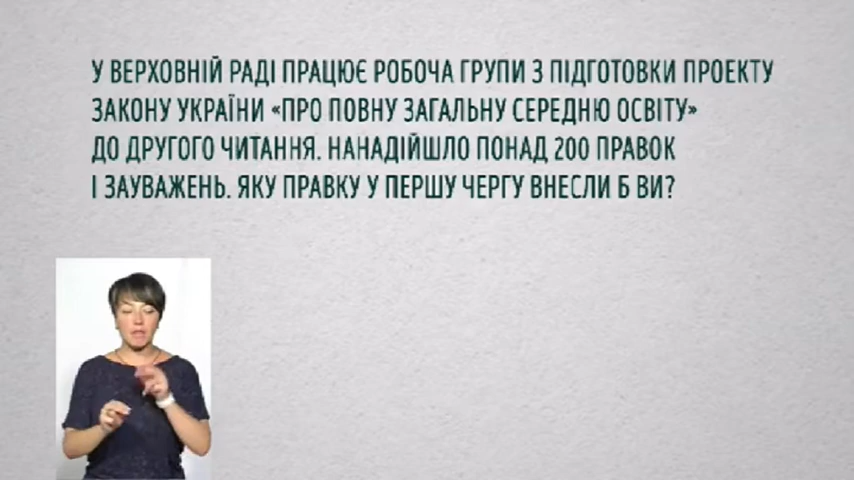 У ВЕРХОВНІЙ РАДІ ПРАЦЮЄ РОБОЧА ГРУПИ З ПІДГОТОВКИ ПРОЕКТУ
ЗАКОНУ УКРАЇНИ «ПРО ПОВНУ ЗАГАЛЬНУ СЕРЕДНЮ ОСВІТУ»
ДО ДРУГОГО ЧИТАННЯ. НАНАДІЙШЛО ПОНАД 200 ПРАВОК
І ЗАУВАЖЕНЬ. ЯКУ ПРАВКУ У ПЕРШУ ЧЕРГУ ВНЕСЛИ Б ВИ?